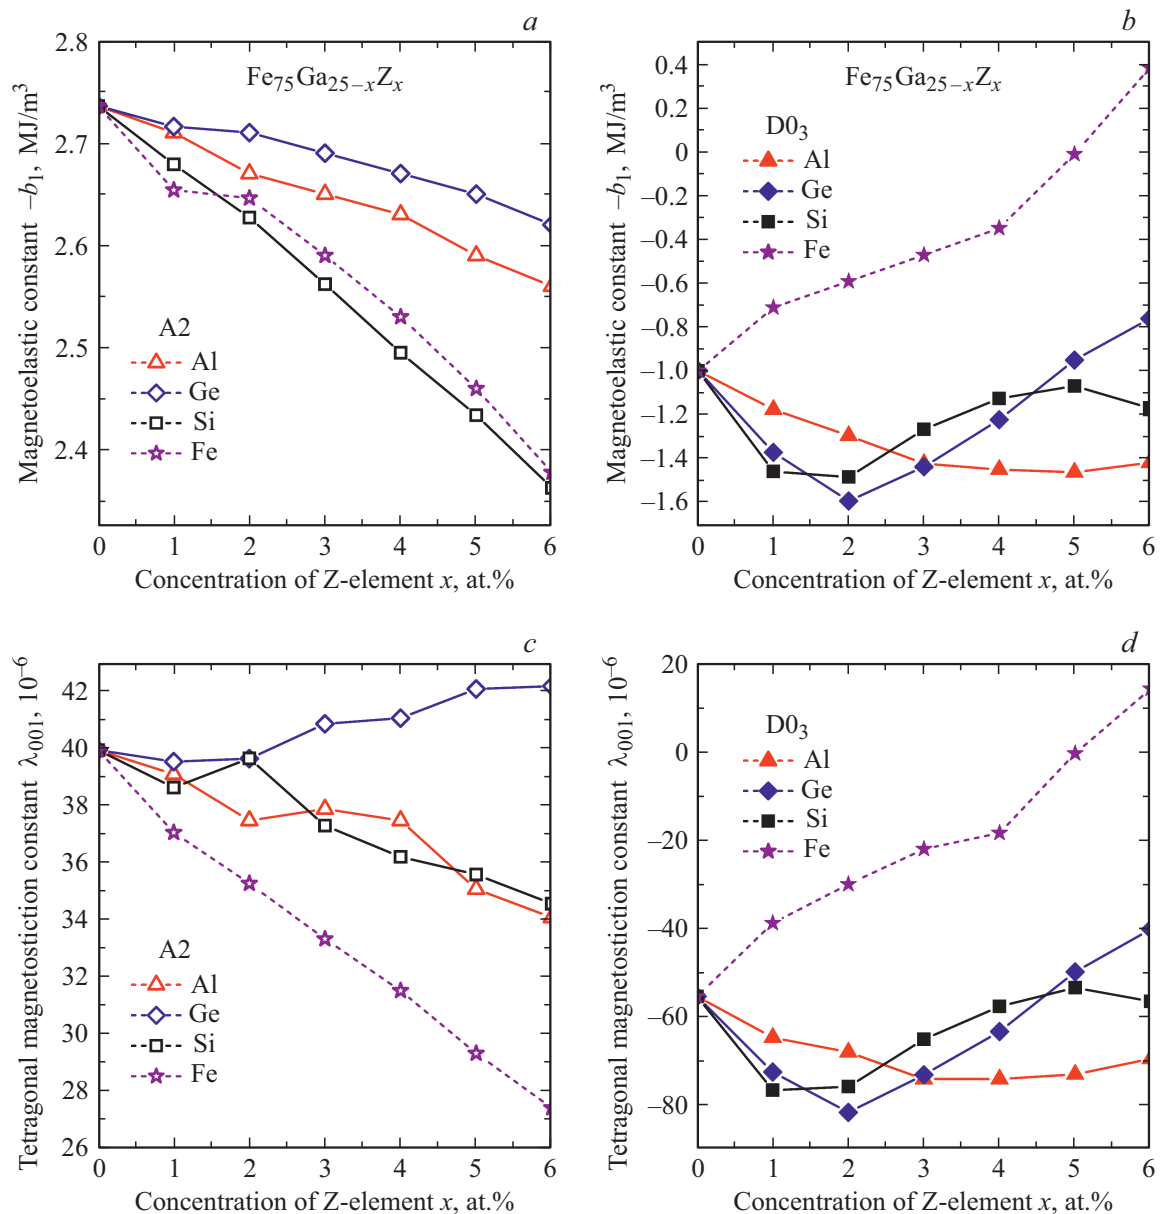 a
2.8
2.7
2.6
2.5
2.4
Magnetoelastic constant –b₁, MJ/m³
Fe₇₅Ga₂₅₋ₓZₓ
A2
Al
Ge
Si
Fe
0 1 2 3 4 5 6
Concentration of Z-element x, at.%
b
0.4
0.2
0
–0.2
–0.4
–0.6
–0.8
–1.0
–1.2
–1.4
–1.6
Magnetoelastic constant –b₁, MJ/m³
Fe₇₅Ga₂₅₋ₓZₓ
D0₃
Al
Ge
Si
Fe
0 1 2 3 4 5 6
Concentration of Z-element x, at.%
c
42
40
38
36
34
32
30
28
26
Tetragonal magnetostiction constant λ₀₀₁, 10⁻⁶
A2
Al
Ge
Si
Fe
0 1 2 3 4 5 6
Concentration of Z-element x, at.%
d
20
0
–20
–40
–60
–80
Tetragonal magnetostiction constant λ₀₀₁, 10⁻⁶
D0₃
Al
Ge
Si
Fe
0 1 2 3 4 5 6
Concentration of Z-element x, at.%